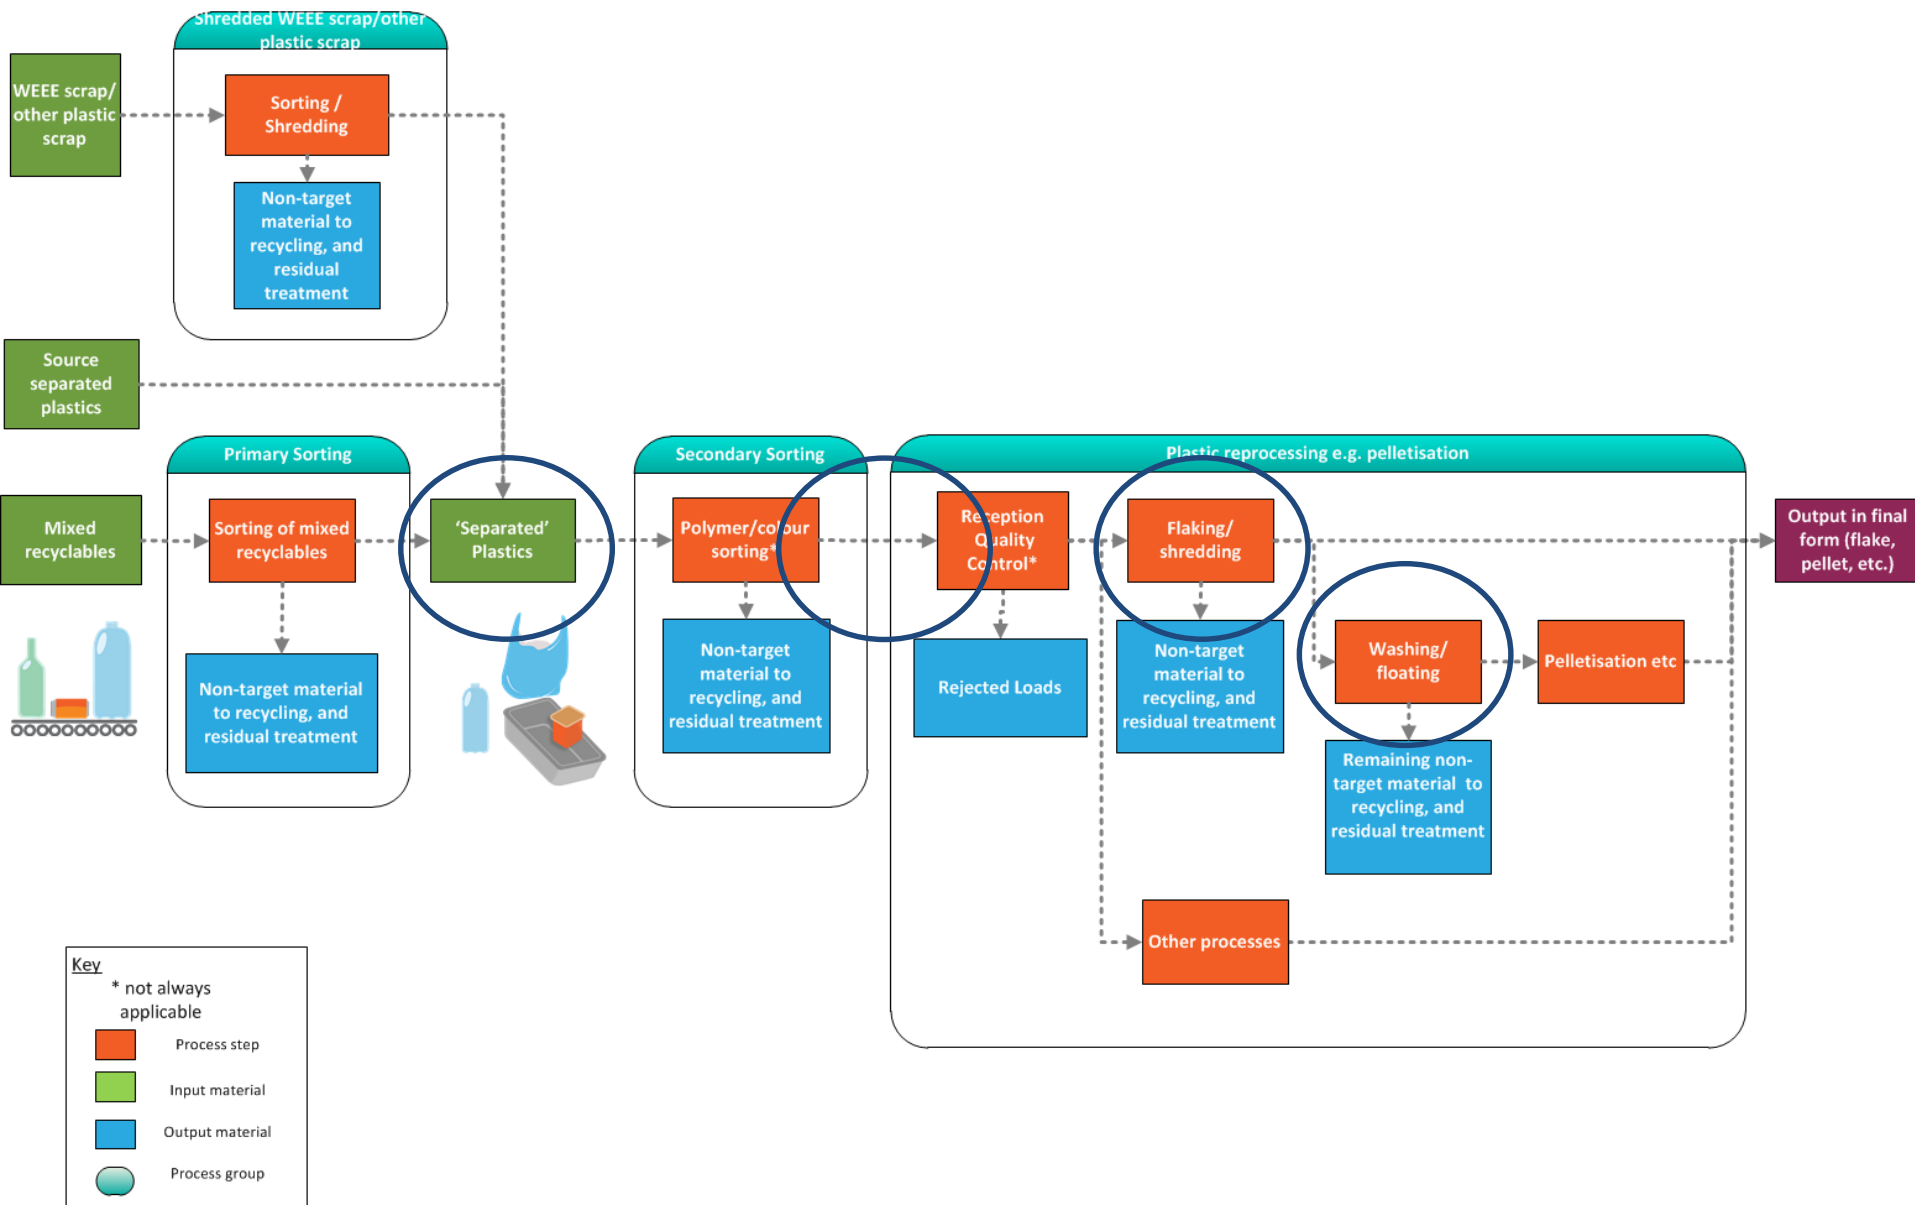 Shredded WEEE scrap/other
plastic scrap
WEEE scrap/
other plastic
scrap
Sorting /
Shredding
Non-target
material to
recycling, and
residual
treatment
Source
separated
plastics
Primary Sorting
Secondary Sorting
Plastic reprocessing e.g. pelletisation
Mixed
recyclables
Sorting of mixed
recyclables
‘Separated’
Plastics
Polymer/colour
sorting*
Reception
Quality
Control*
Flaking/
shredding
Output in final
form (flake,
pellet, etc.)
Non-target material
to recycling, and
residual treatment
Non-target
material to
recycling, and
residual treatment
Rejected Loads
Non-target
material to
recycling, and
residual treatment
Washing/
floating
Pelletisation etc
Remaining non-
target material to
recycling, and
residual treatment
Other processes
Key
* not always
applicable
Process step
Input material
Output material
Process group